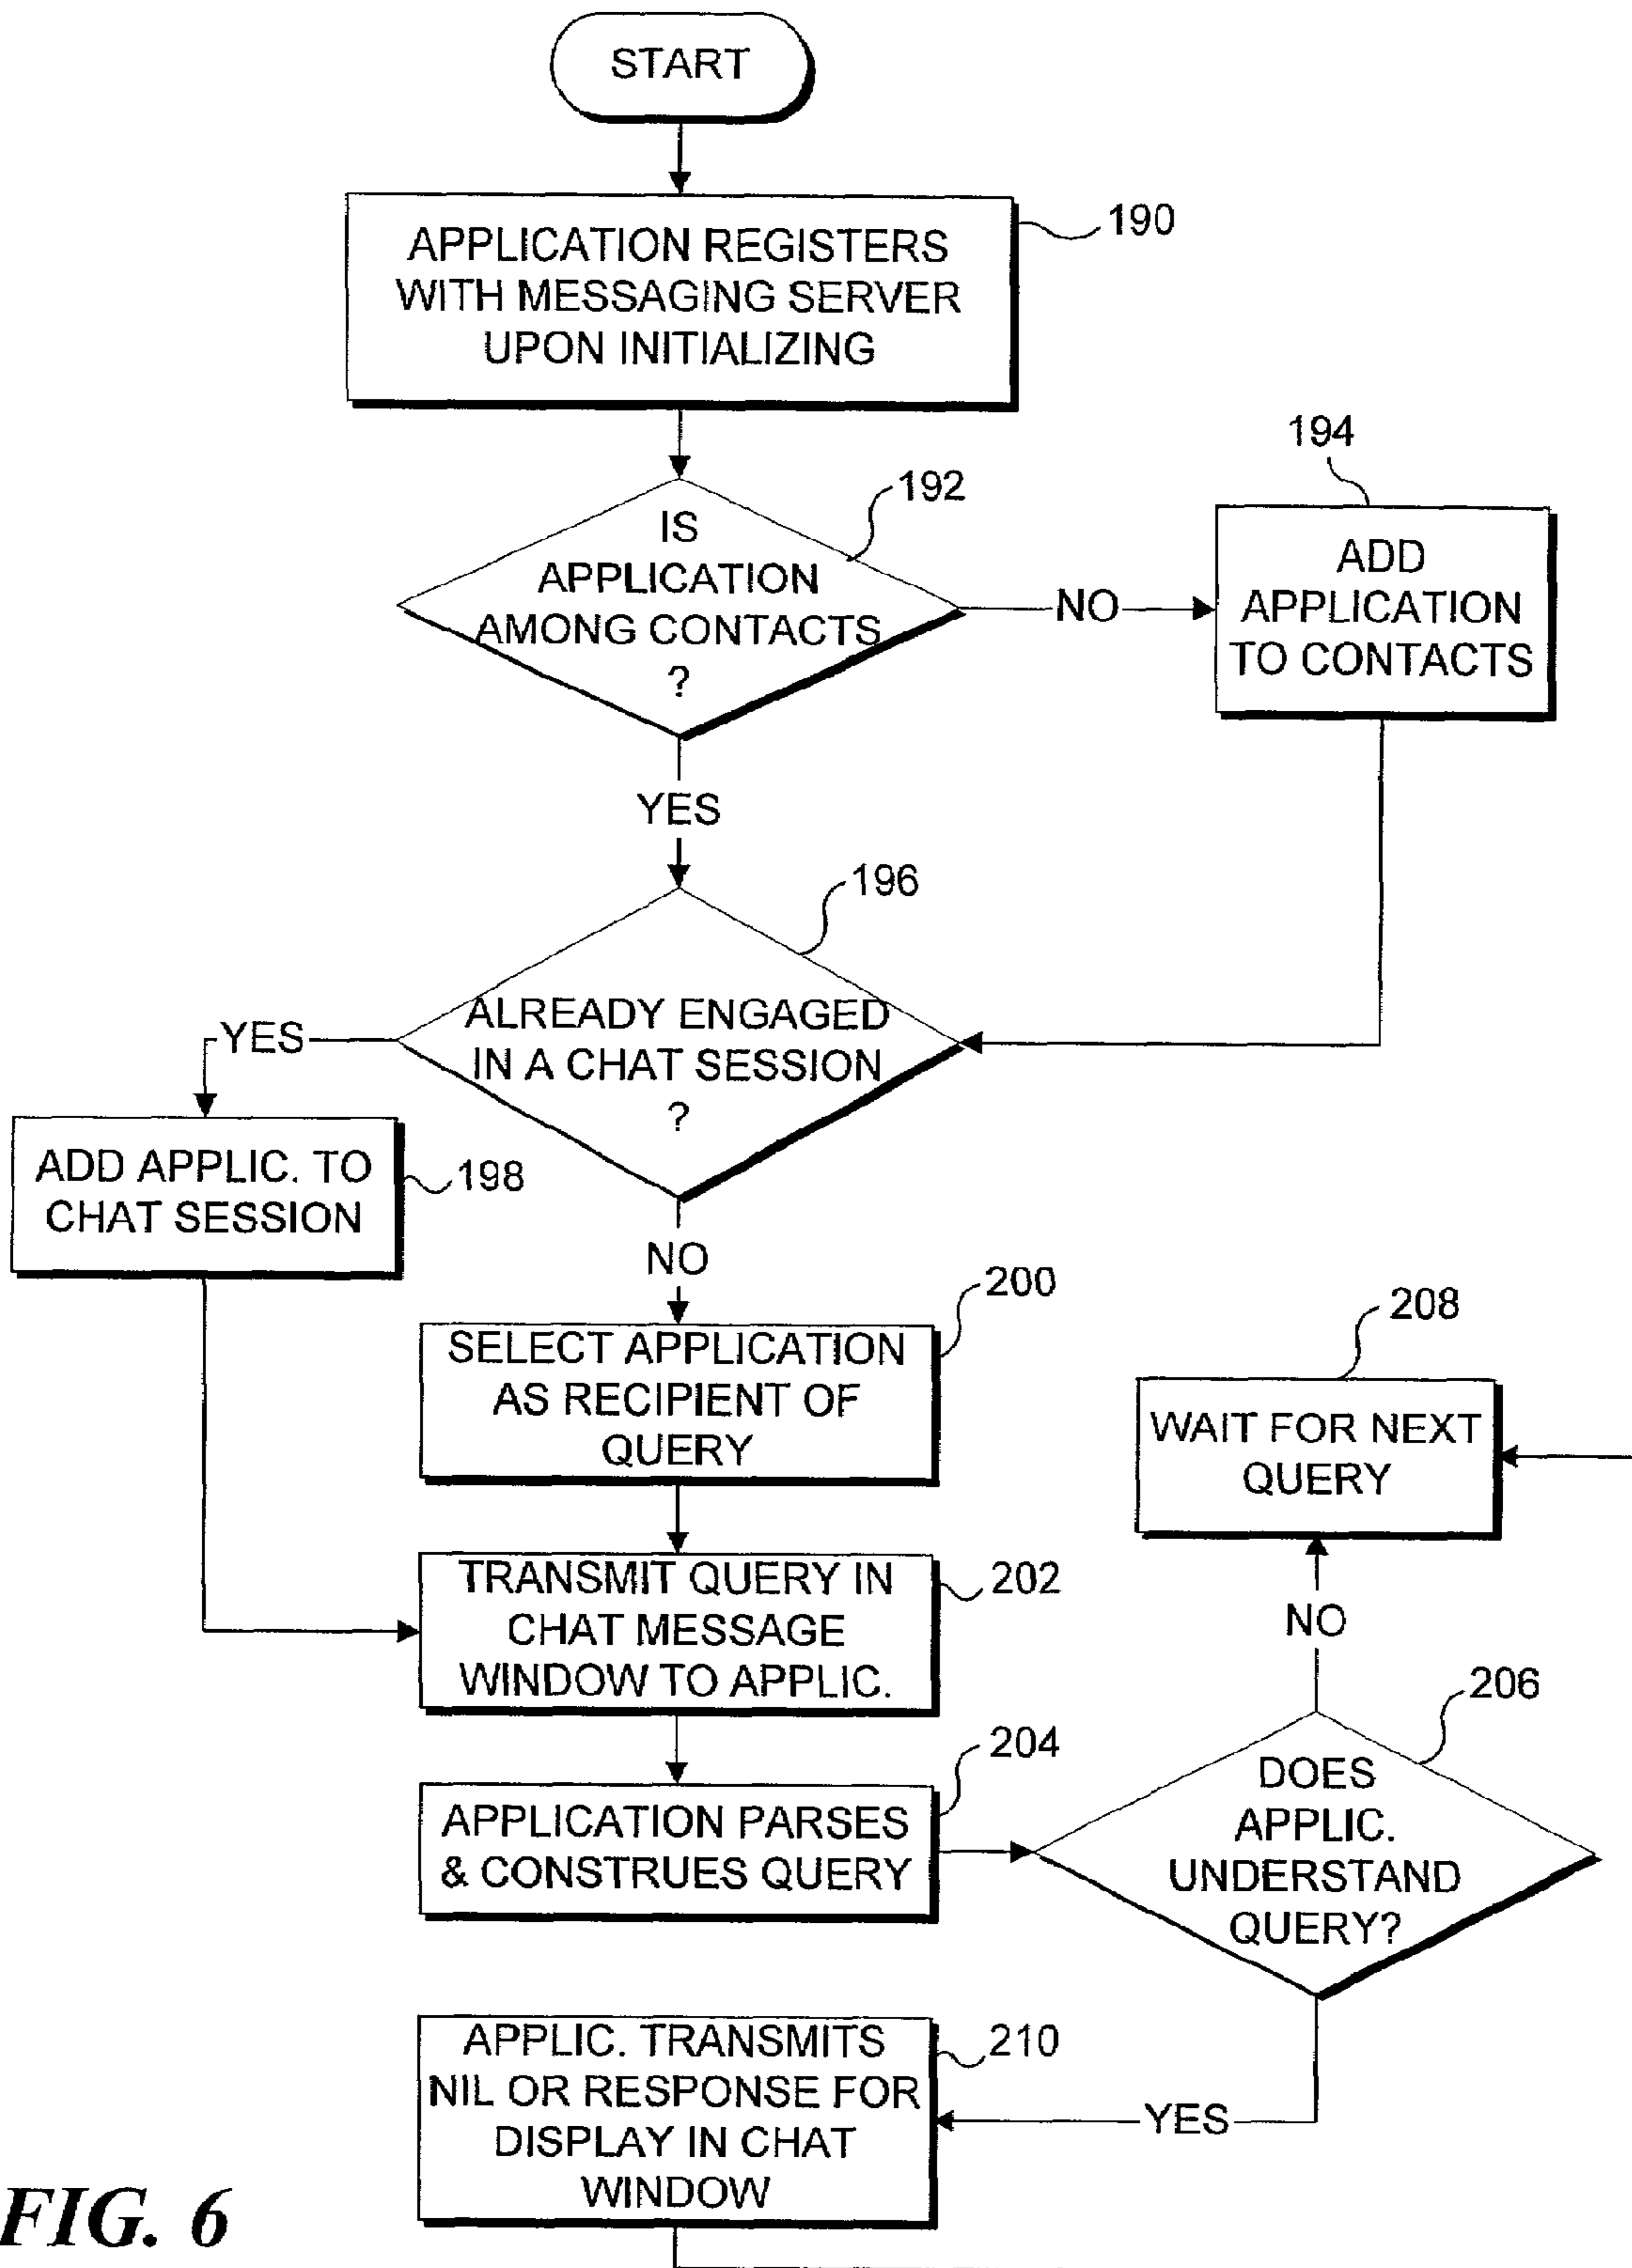 START
APPLICATION REGISTERS
WITH MESSAGING SERVER
UPON INITIALIZING
190
192
IS
APPLICATION
AMONG CONTACTS
?
NO
194
ADD
APPLICATION
TO CONTACTS
YES
196
ALREADY ENGAGED
IN A CHAT SESSION
?
YES
ADD APPLIC. TO
CHAT SESSION
198
NO
200
SELECT APPLICATION
AS RECIPIENT OF
QUERY
208
WAIT FOR NEXT
QUERY
TRANSMIT QUERY IN
CHAT MESSAGE
WINDOW TO APPLIC.
202
NO
204
APPLICATION PARSES
& CONSTRUES QUERY
206
DOES
APPLIC.
UNDERSTAND
QUERY?
YES
APPLIC. TRANSMITS
NIL OR RESPONSE FOR
DISPLAY IN CHAT
WINDOW
210
FIG. 6